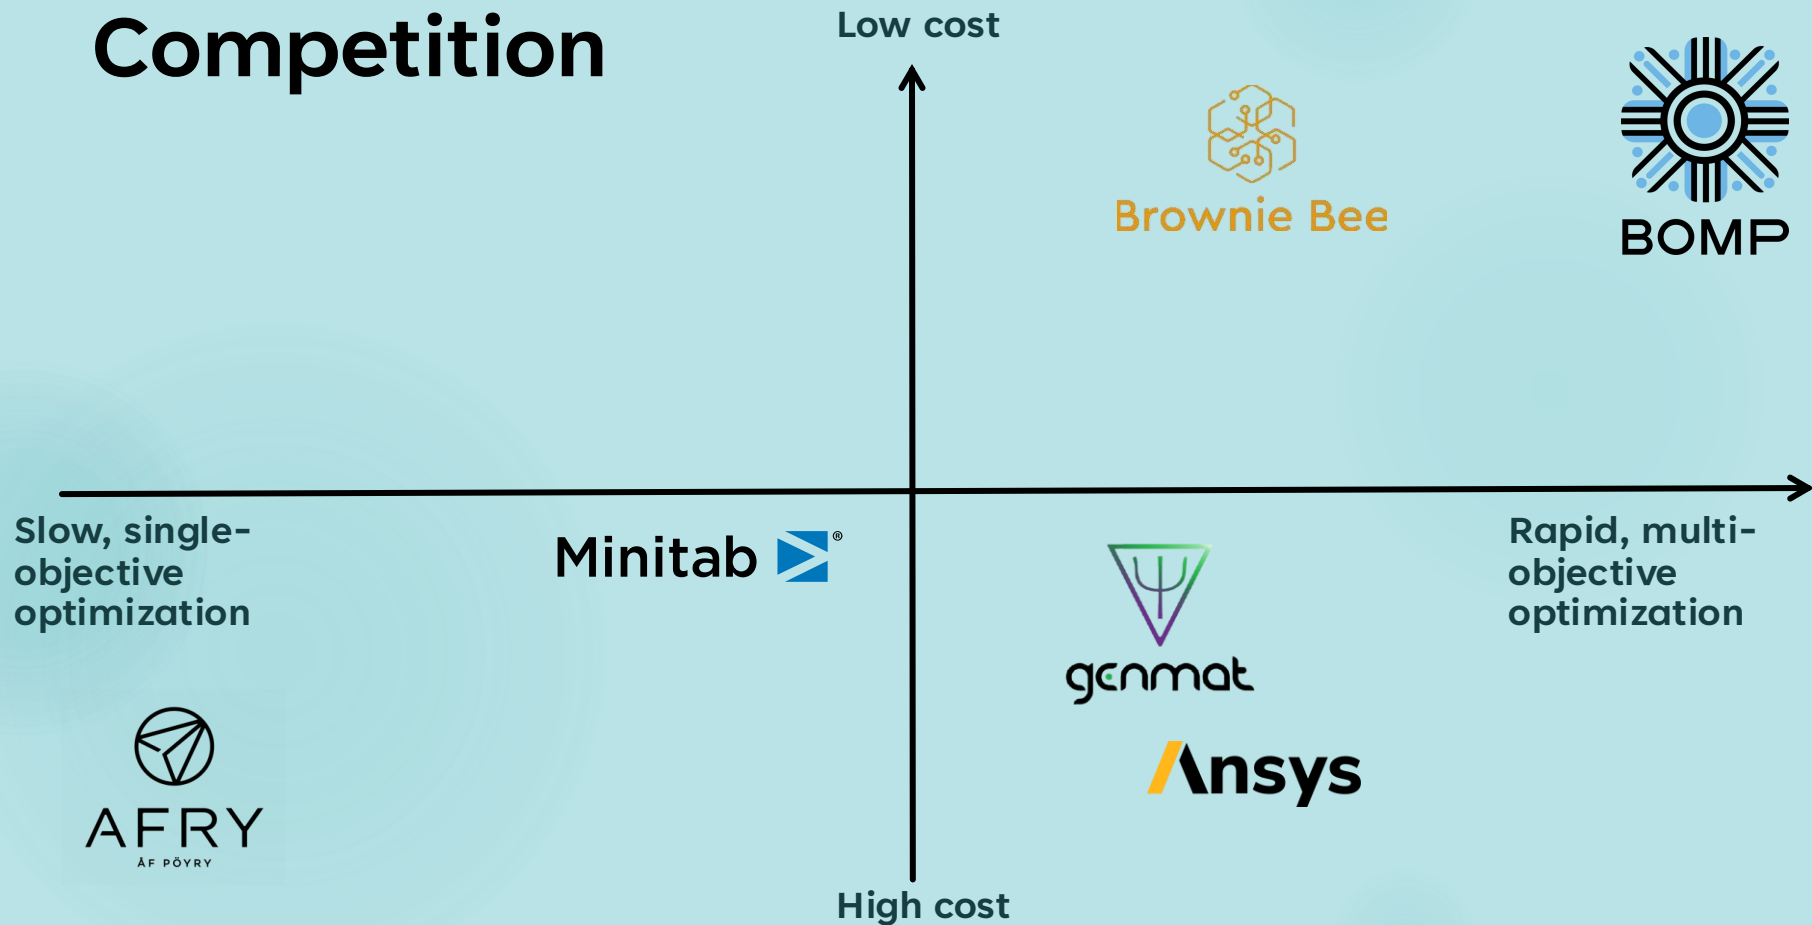 Competition
Low cost
Brownie Bee
BOMP
Slow, single-
objective
optimization
Minitab ®
Rapid, multi-
objective
optimization
genmat
Ansys
AFRY
ÅF PÖYRY
High cost